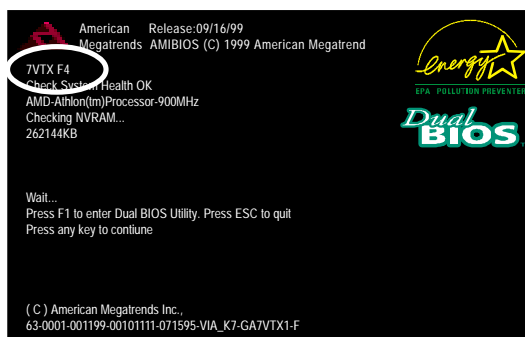 American Release:09/16/99
Megatrends AMIBIOS (C) 1999 American Megatrend
7VTX F4
Check System Health OK
AMD-Athlon(tm)Processor-900MHz
Checking NVRAM...
262144KB
energy
EPA POLLUTION PREVENTER
Dual
BIOS
Wait...
Press F1 to enter Dual BIOS Utility. Press ESC to quit
Press any key to contiune
( C ) American Megatrends Inc.,
63-0001-001199-00101111-071595-VIA_K7-GA7VTX1-F